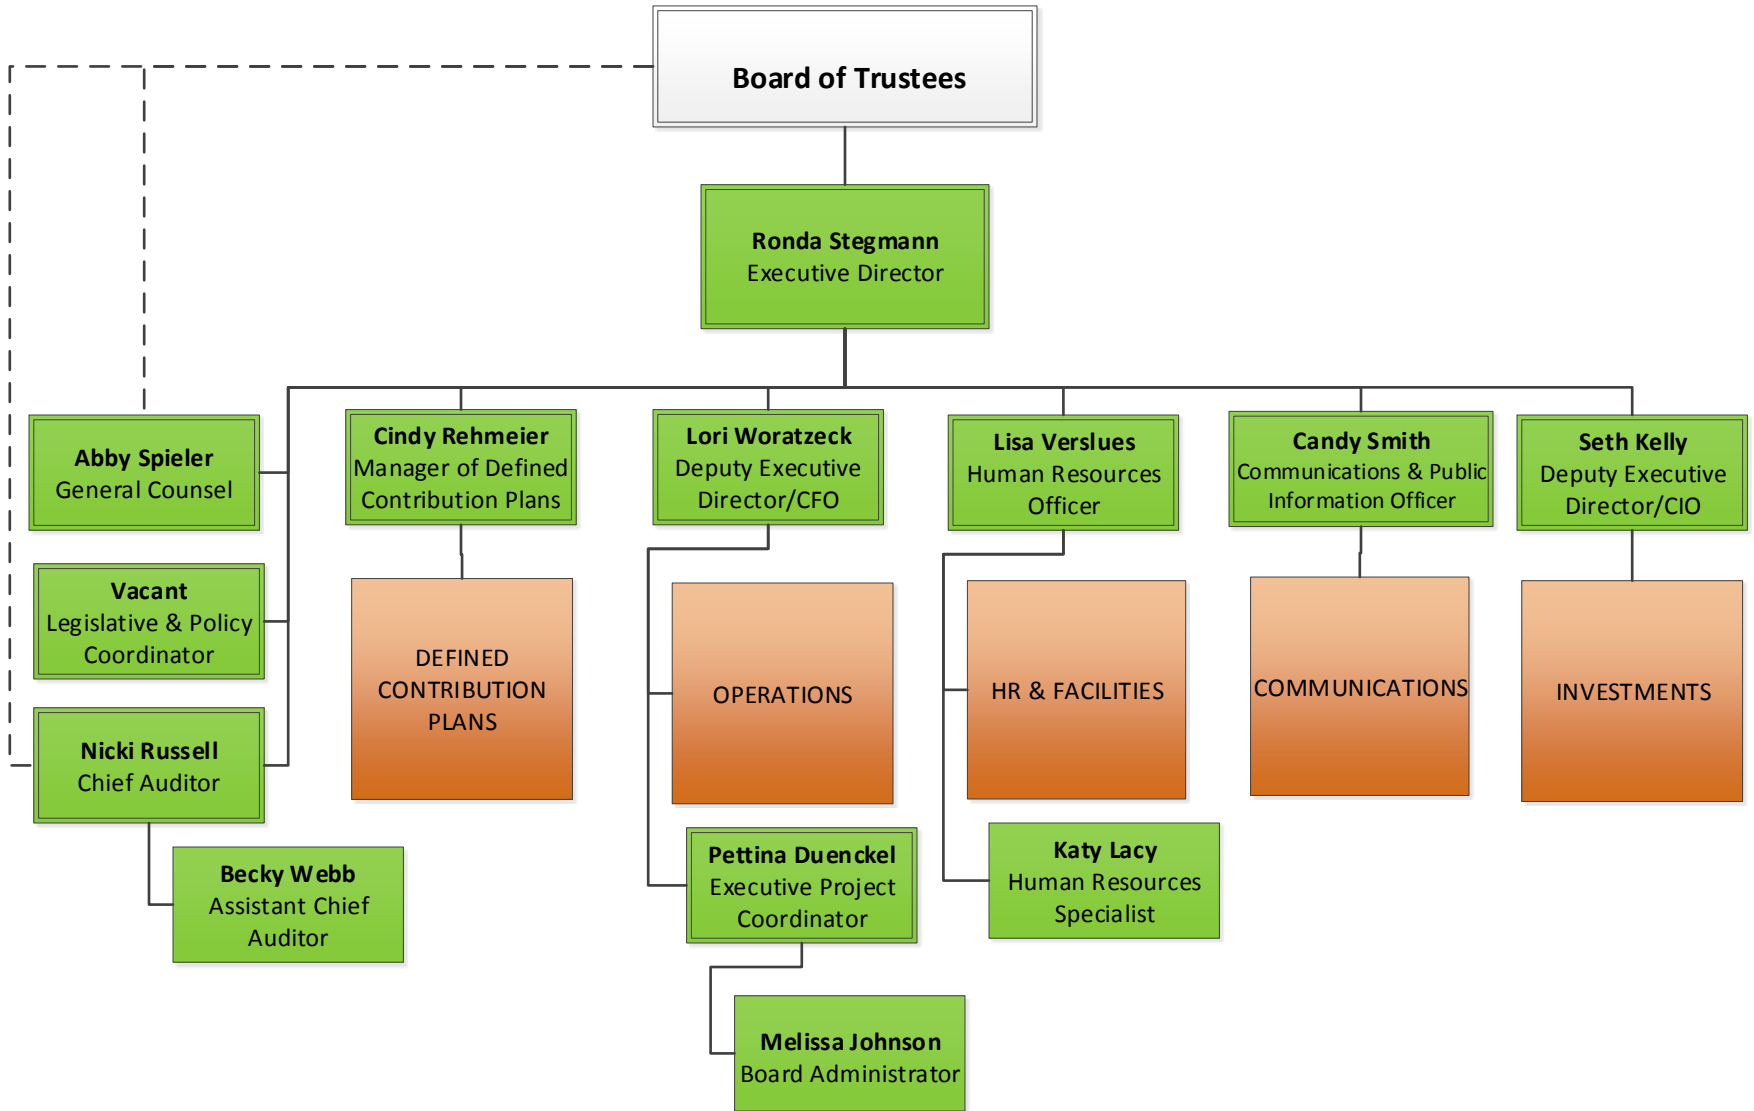 Board of Trustees
Ronda Stegmann
Executive Director
Abby Spieler
General Counsel
Cindy Rehmeier
Manager of Defined
Contribution Plans
Lori Woratzeck
Deputy Executive
Director/CFO
Lisa Verslues
Human Resources
Officer
Candy Smith
Communications & Public
Information Officer
Seth Kelly
Deputy Executive
Director/CIO
Vacant
Legislative & Policy
Coordinator
DEFINED
CONTRIBUTION
PLANS
OPERATIONS
HR & FACILITIES
COMMUNICATIONS
INVESTMENTS
Nicki Russell
Chief Auditor
Becky Webb
Assistant Chief
Auditor
Pettina Duenckel
Executive Project
Coordinator
Katy Lacy
Human Resources
Specialist
Melissa Johnson
Board Administrator